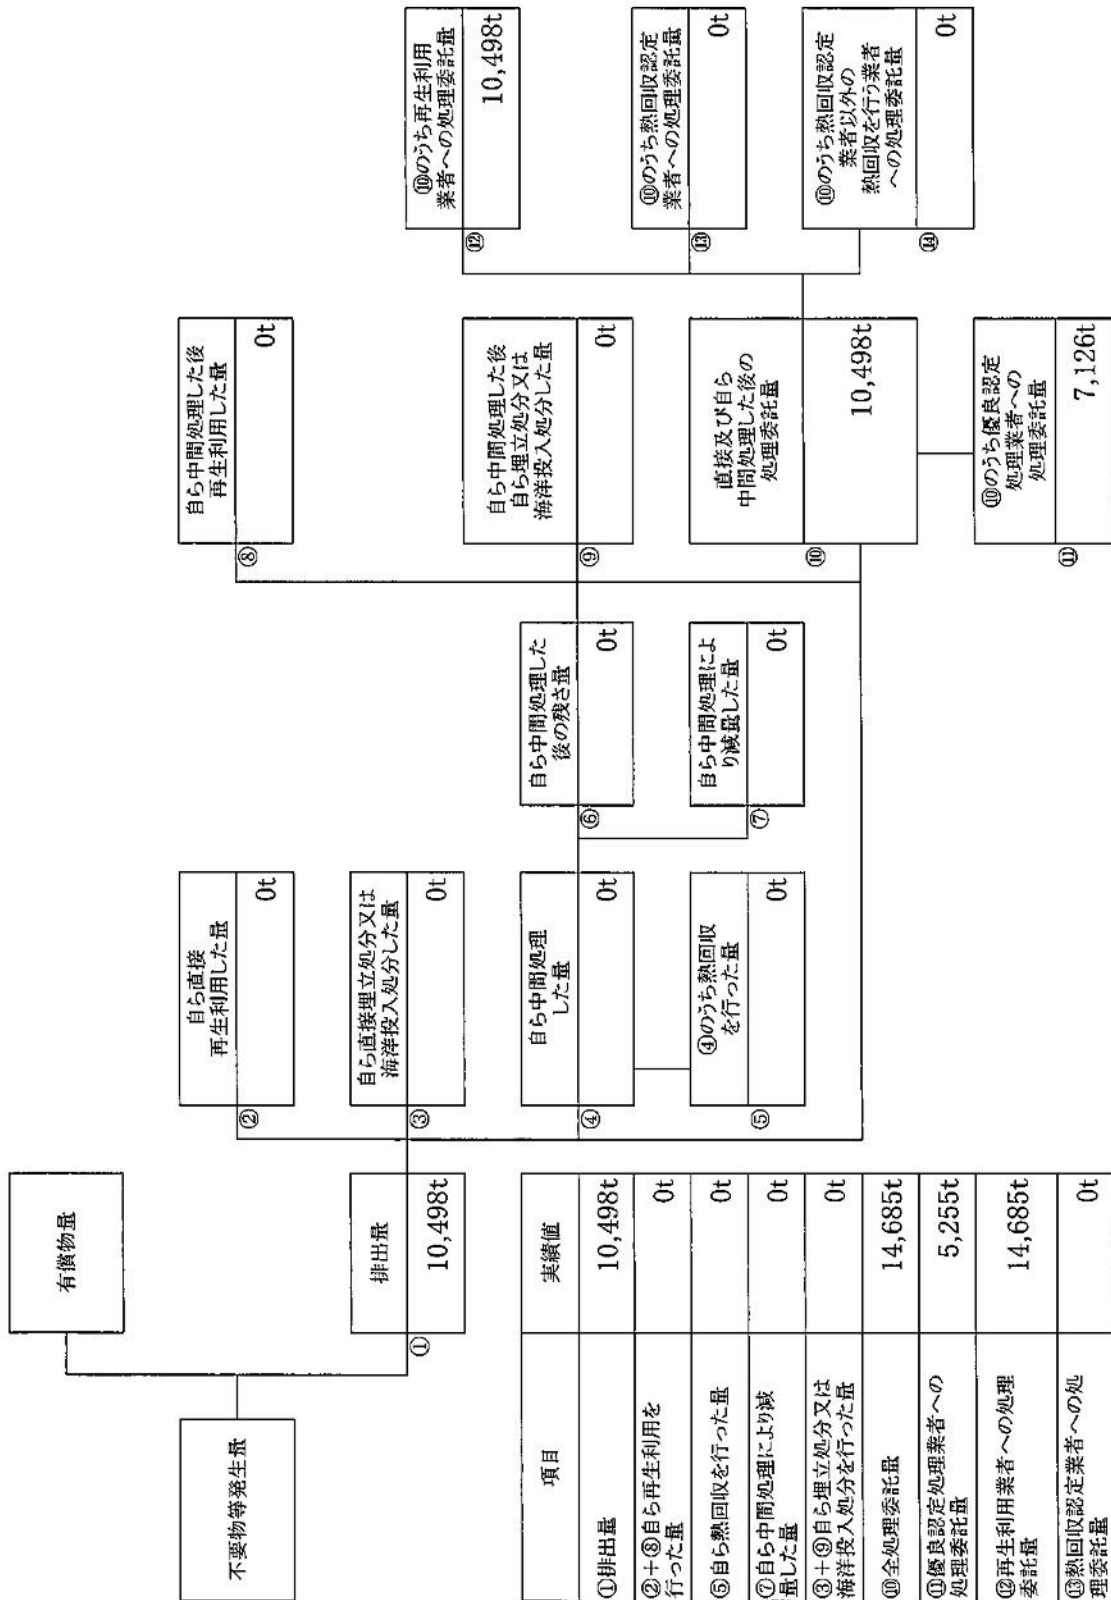 不要物等発生量
有償物量
排出量
① 10,498t
自ら直接
再生利用した量
② 0t
自ら直接埋立処分又は
海洋投入処分した量
③ 0t
自ら中間処理
した量
④ 0t
④のうち熱回収
を行った量
⑤ 0t
自ら中間処理した
後の残さ量
⑥ 0t
自ら中間処理によ
り減量した量
⑦ 0t
自ら中間処理した後
再生利用した量
⑧ 0t
自ら中間処理した後
自ら埋立処分又は
海洋投入処分した量
⑨ 0t
直接及び自ら
中間処理した後の
処理委託量
⑩ 10,498t
⑩のうち優良認定
処理業者への
処理委託量
⑪ 7,126t
⑩のうち再生利用
業者への処理委託量
⑫ 10,498t
⑩のうち熱回収認定
業者への処理委託量
⑬ 0t
⑩のうち熱回収認定
業者以外の
熱回収を行う業者
への処理委託量
⑭ 0t
項目 実績値
①排出量 10,498t
②+⑧自ら再生利用を
行った量 0t
⑤自ら熱回収を行った量 0t
⑦自ら中間処理により減
量した量 0t
③+⑨自ら埋立処分又は
海洋投入処分を行った量 0t
⑩全処理委託量 14,685t
⑪優良認定処理業者への
処理委託量 5,255t
⑫再生利用業者への処理
委託量 14,685t
⑬熱回収認定業者への処
理委託量 0t